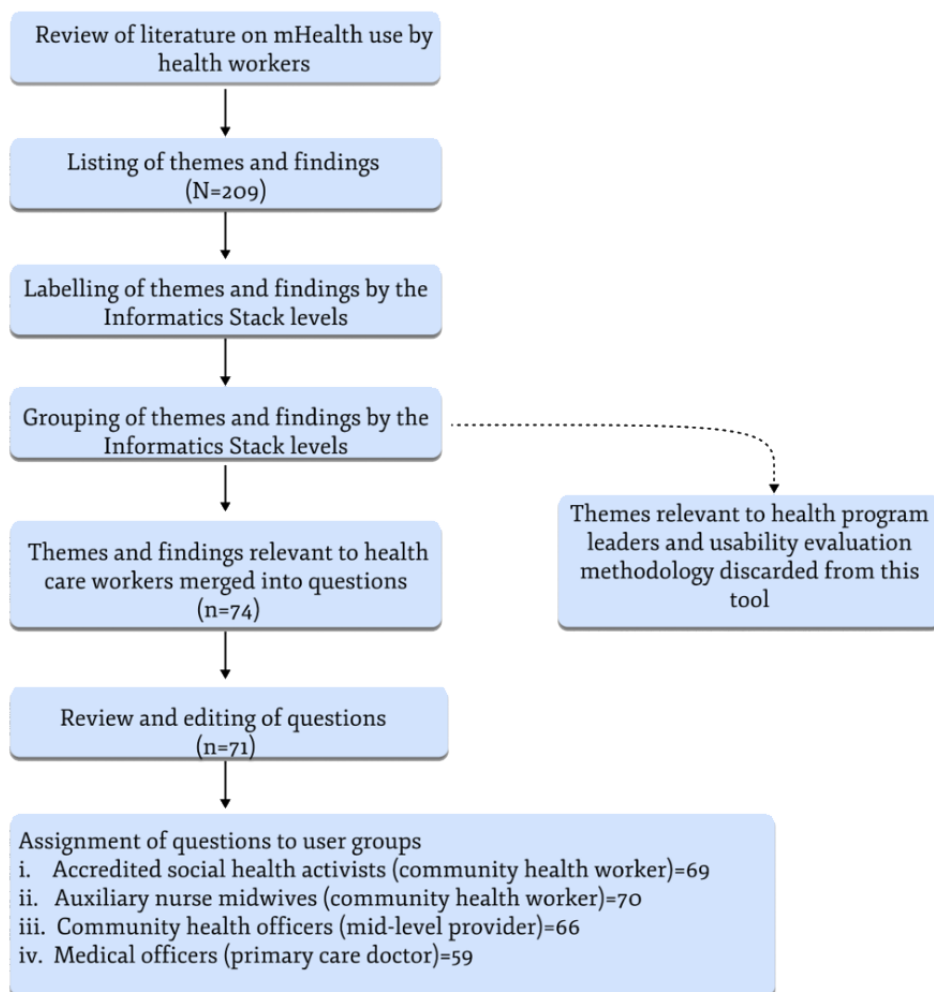 Review of literature on mHealth use by
health workers
Listing of themes and findings
(N=209)
Labelling of themes and findings by the
Informatics Stack levels
Grouping of themes and findings by the
Informatics Stack levels
Themes relevant to health program
leaders and usability evaluation
methodology discarded from this
tool
Themes and findings relevant to health
care workers merged into questions
(n=74)
Review and editing of questions
(n=71)
Assignment of questions to user groups
i. Accredited social health activists (community health worker)=69
ii. Auxiliary nurse midwives (community health worker)=70
iii. Community health officers (mid-level provider)=66
iv. Medical officers (primary care doctor)=59